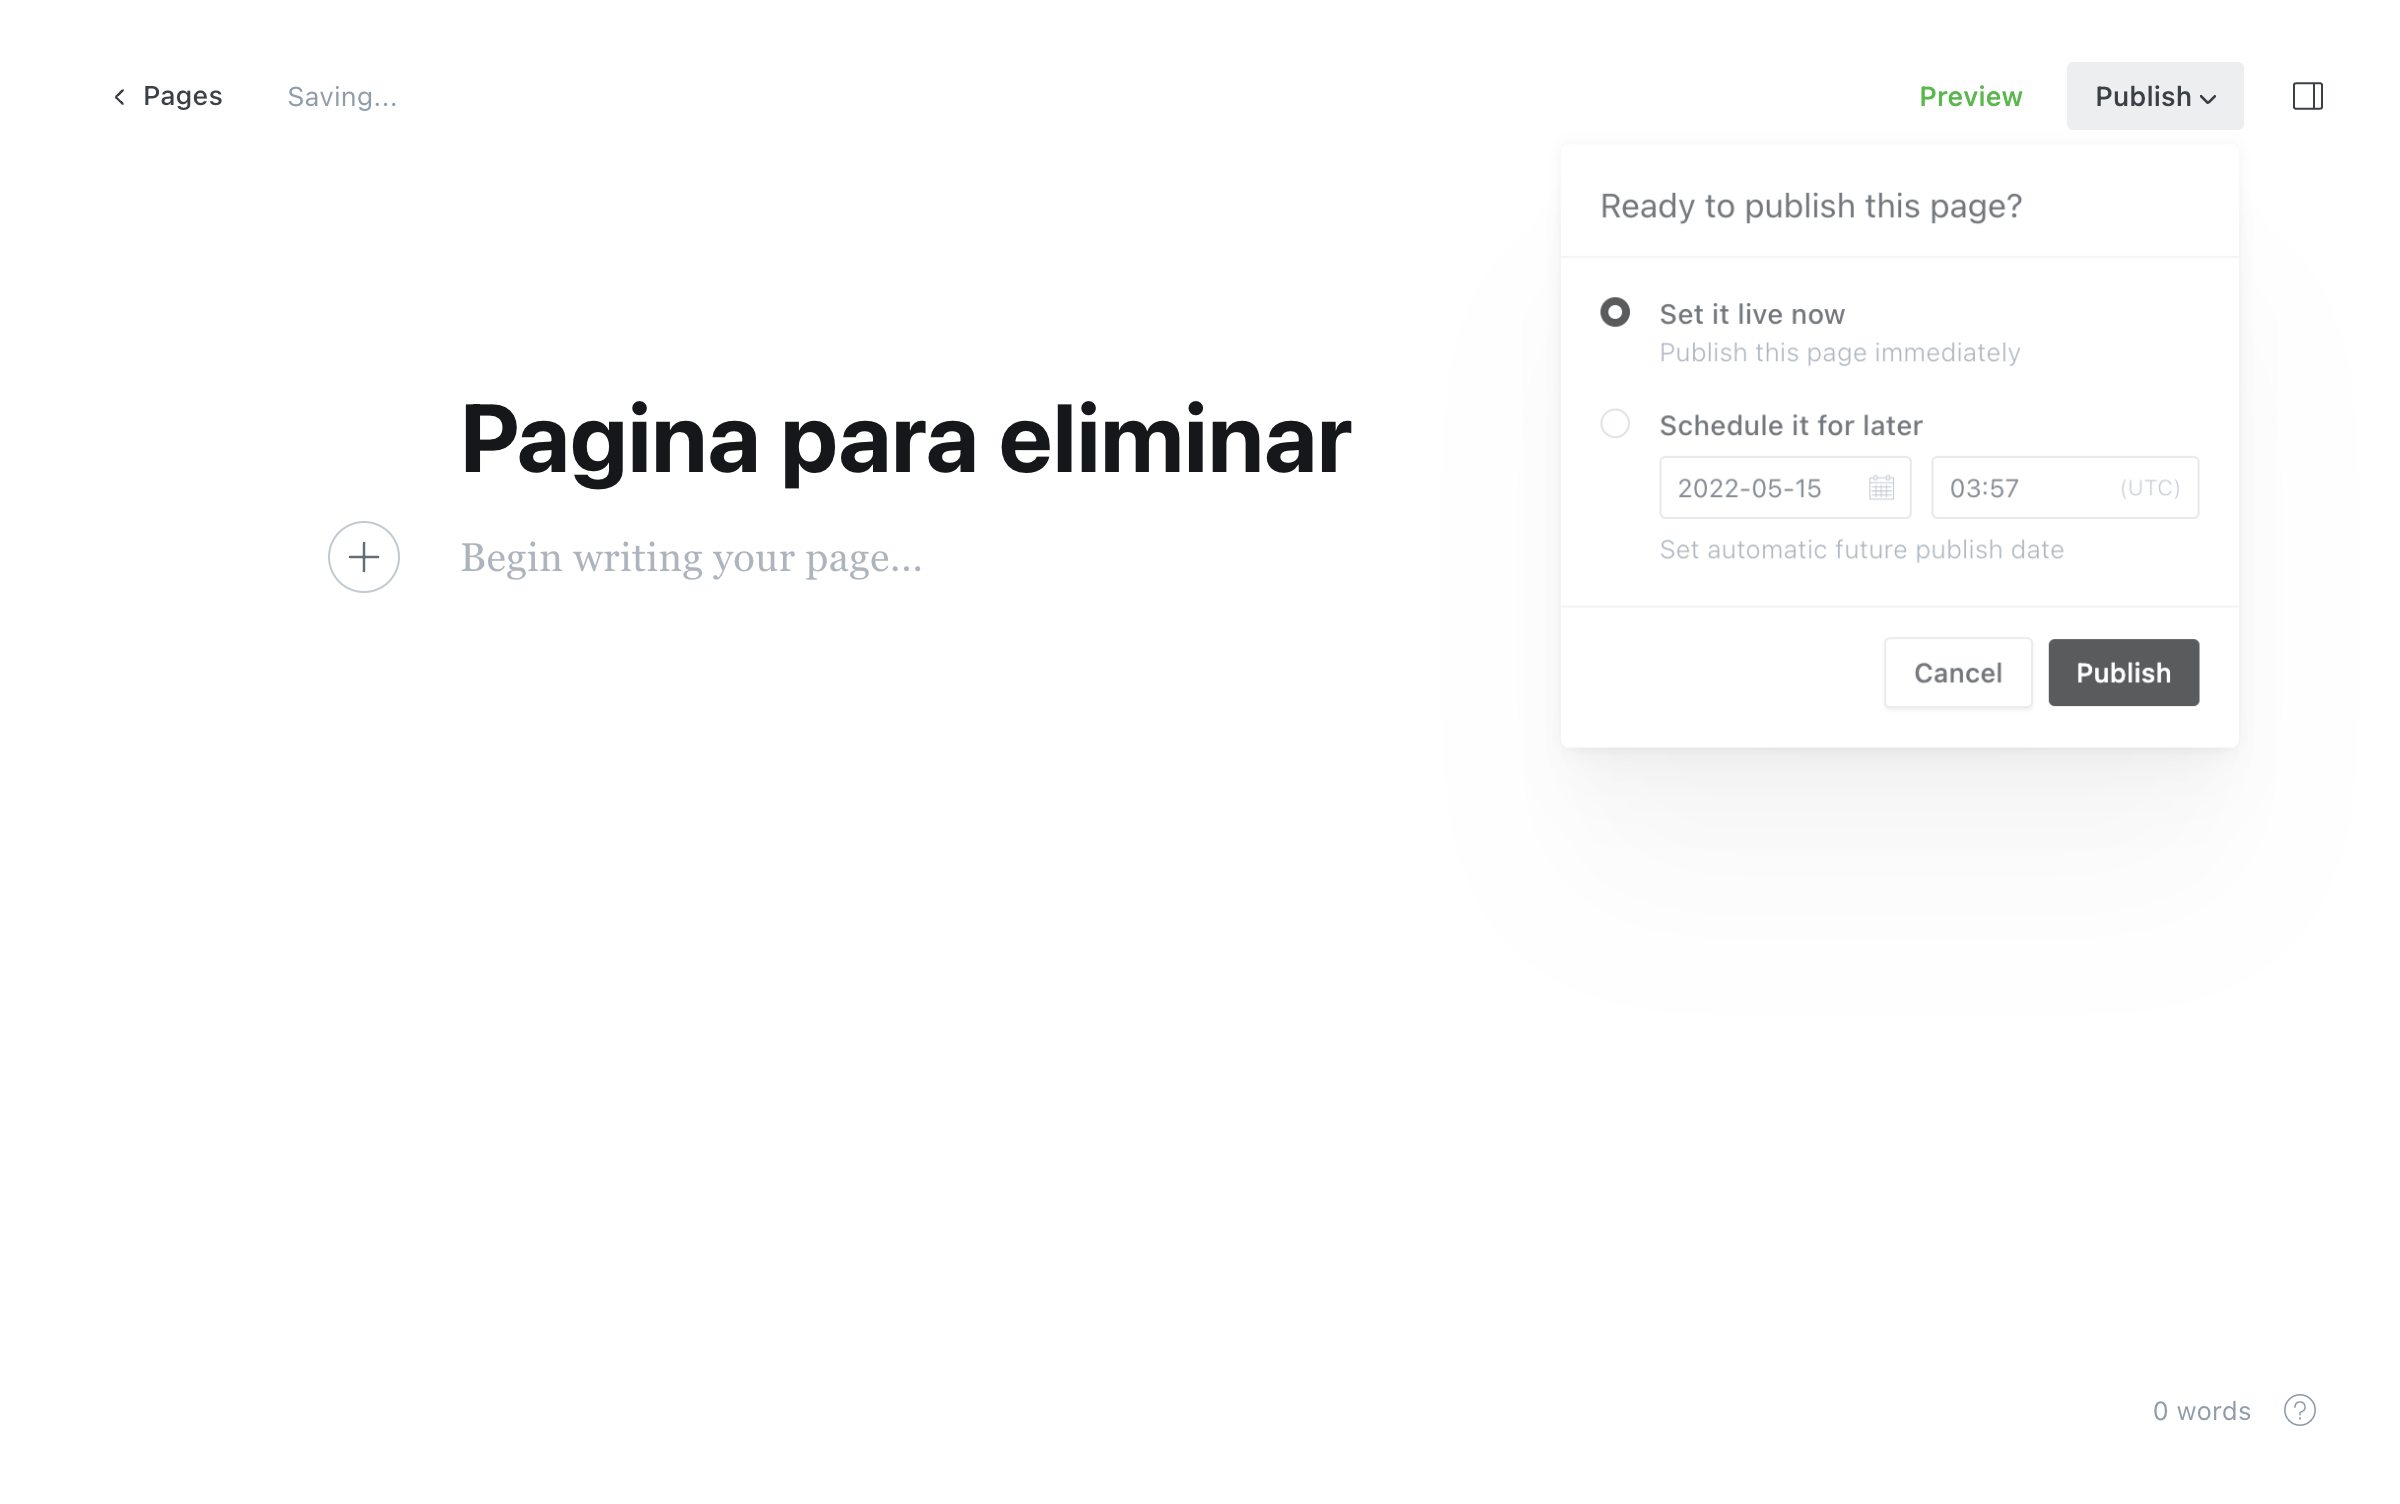 Pages
Saving...
Preview
Publish
Ready to publish this page?
Set it live now
Publish this page immediately
Schedule it for later
2022-05-15
03:57
(UTC)
Set automatic future publish date
Cancel
Publish
Pagina para eliminar
Begin writing your page...
0 words
?